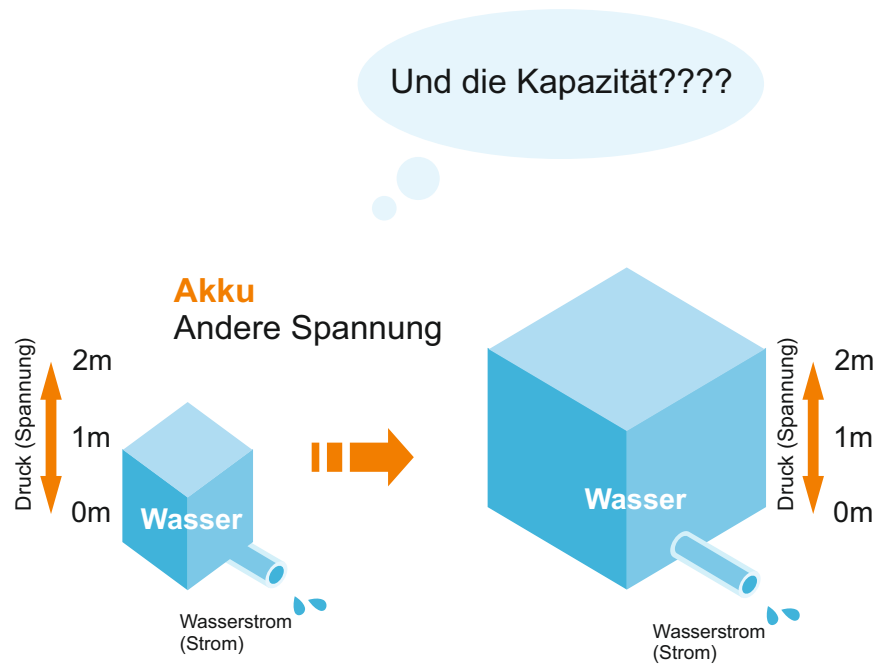 Und die Kapazität????
Akku
Andere Spannung
Druck (Spannung)
2m
1m
0m
Wasser
Wasserstrom
(Strom)
Wasser
Druck (Spannung)
2m
1m
0m
Wasserstrom
(Strom)